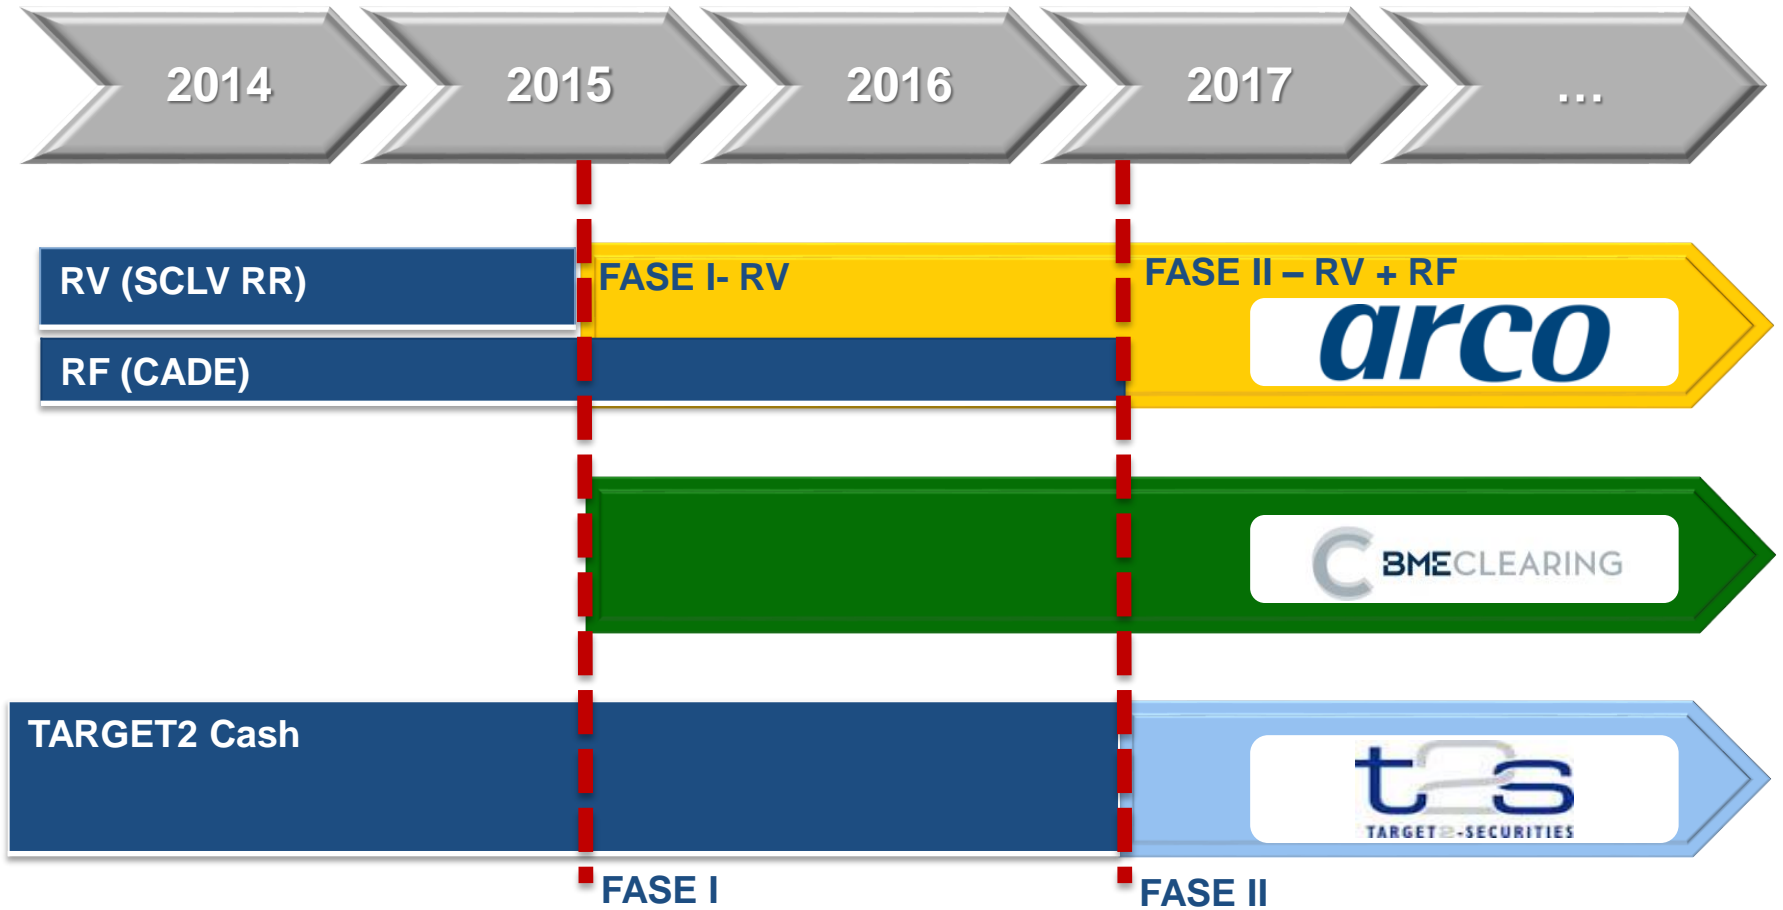 2014
2015
2016
2017
...
RV (SCLV RR)
FASE I- RV
FASE II – RV + RF
arco
RF (CADE)
C BMECLEARING
TARGET2 Cash
t2s
TARGET2-SECURITIES
FASE I
FASE II